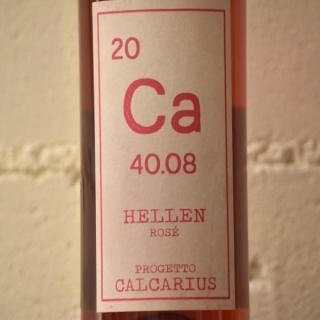 20
Ca
40.08
HELLEN
ROSÉ
PROGETTO
CALCARIUS